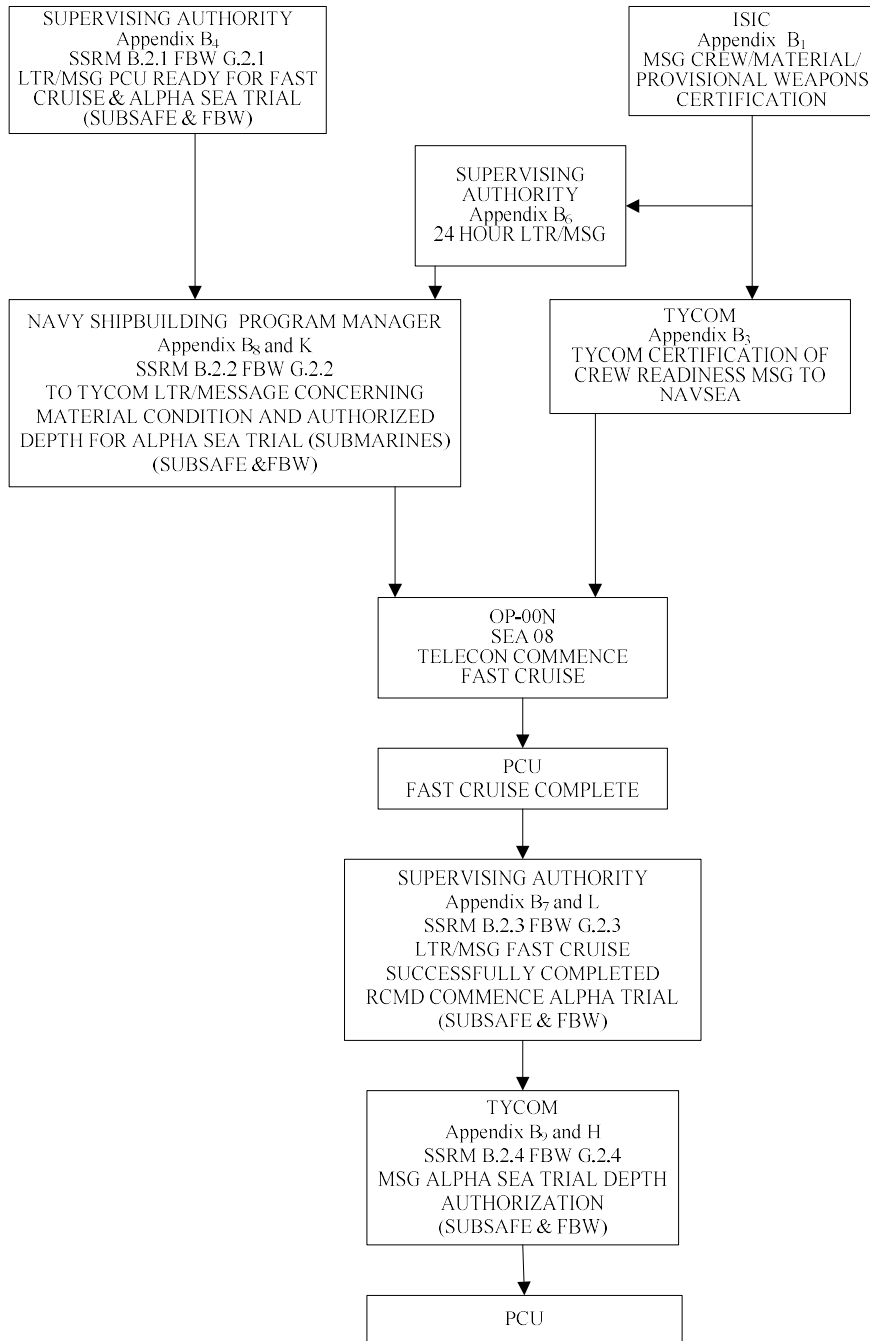 SUPERVISING AUTHORITY
Appendix B4
SSRM B.2.1 FBW G.2.1
LTR/MSG PCU READY FOR FAST
CRUISE & ALPHA SEA TRIAL
(SUBSAFE & FBW)
ISIC
Appendix B1
MSG CREW/MATERIAL/
PROVISIONAL WEAPONS
CERTIFICATION
SUPERVISING
AUTHORITY
Appendix B6
24 HOUR LTR/MSG
NAVY SHIPBUILDING PROGRAM MANAGER
Appendix B8 and K
SSRM B.2.2 FBW G.2.2
TO TYCOM LTR/MESSAGE CONCERNING
MATERIAL CONDITION AND AUTHORIZED
DEPTH FOR ALPHA SEA TRIAL (SUBMARINES)
(SUBSAFE &FBW)
TYCOM
Appendix B3
TYCOM CERTIFICATION OF
CREW READINESS MSG TO
NAVSEA
OP-00N
SEA 08
TELECON COMMENCE
FAST CRUISE
PCU
FAST CRUISE COMPLETE
SUPERVISING AUTHORITY
Appendix B7 and L
SSRM B.2.3 FBW G.2.3
LTR/MSG FAST CRUISE
SUCCESSFULLY COMPLETED
RCMD COMMENCE ALPHA TRIAL
(SUBSAFE & FBW)
TYCOM
Appendix B9 and H
SSRM B.2.4 FBW G.2.4
MSG ALPHA SEA TRIAL DEPTH
AUTHORIZATION
(SUBSAFE & FBW)
PCU